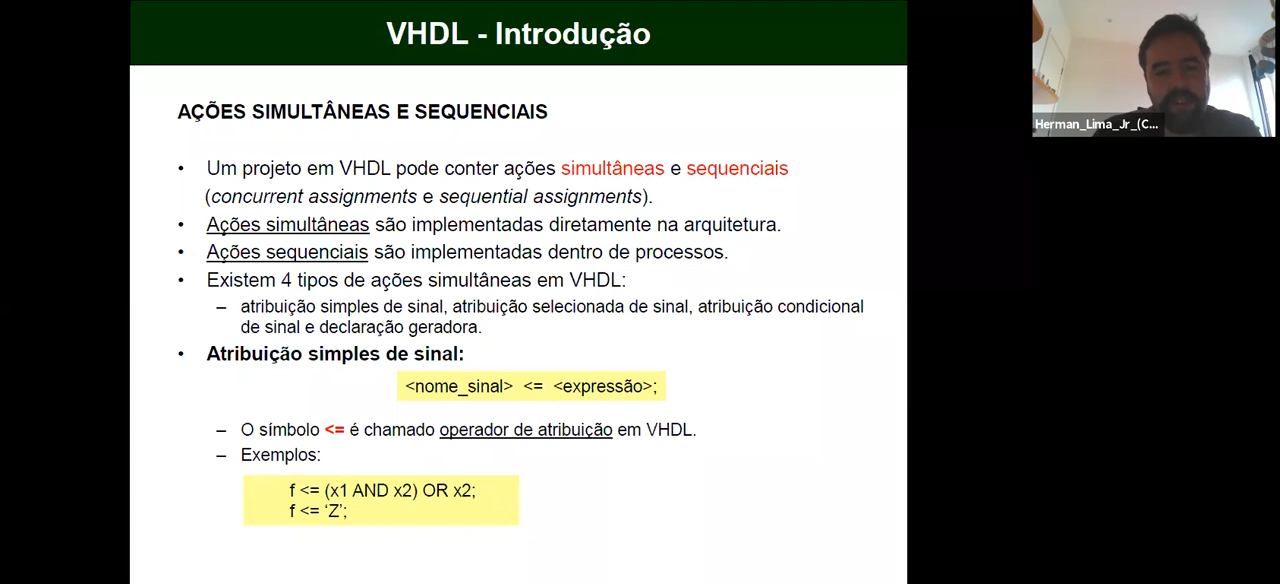 VHDL - Introdução
Herman_Lima_Jr_(C...
AÇÕES SIMULTÂNEAS E SEQUENCIAIS
• Um projeto em VHDL pode conter ações simultâneas e sequenciais
(concurrent assignments e sequential assignments).
• Ações simultâneas são implementadas diretamente na arquitetura.
• Ações sequenciais são implementadas dentro de processos.
• Existem 4 tipos de ações simultâneas em VHDL:
– atribuição simples de sinal, atribuição selecionada de sinal, atribuição condicional
de sinal e declaração geradora.
• Atribuição simples de sinal:
<nome_sinal> <= <expressão>;
– O símbolo <= é chamado operador de atribuição em VHDL.
– Exemplos:
f <= (x1 AND x2) OR x2;
f <= ‘Z’;